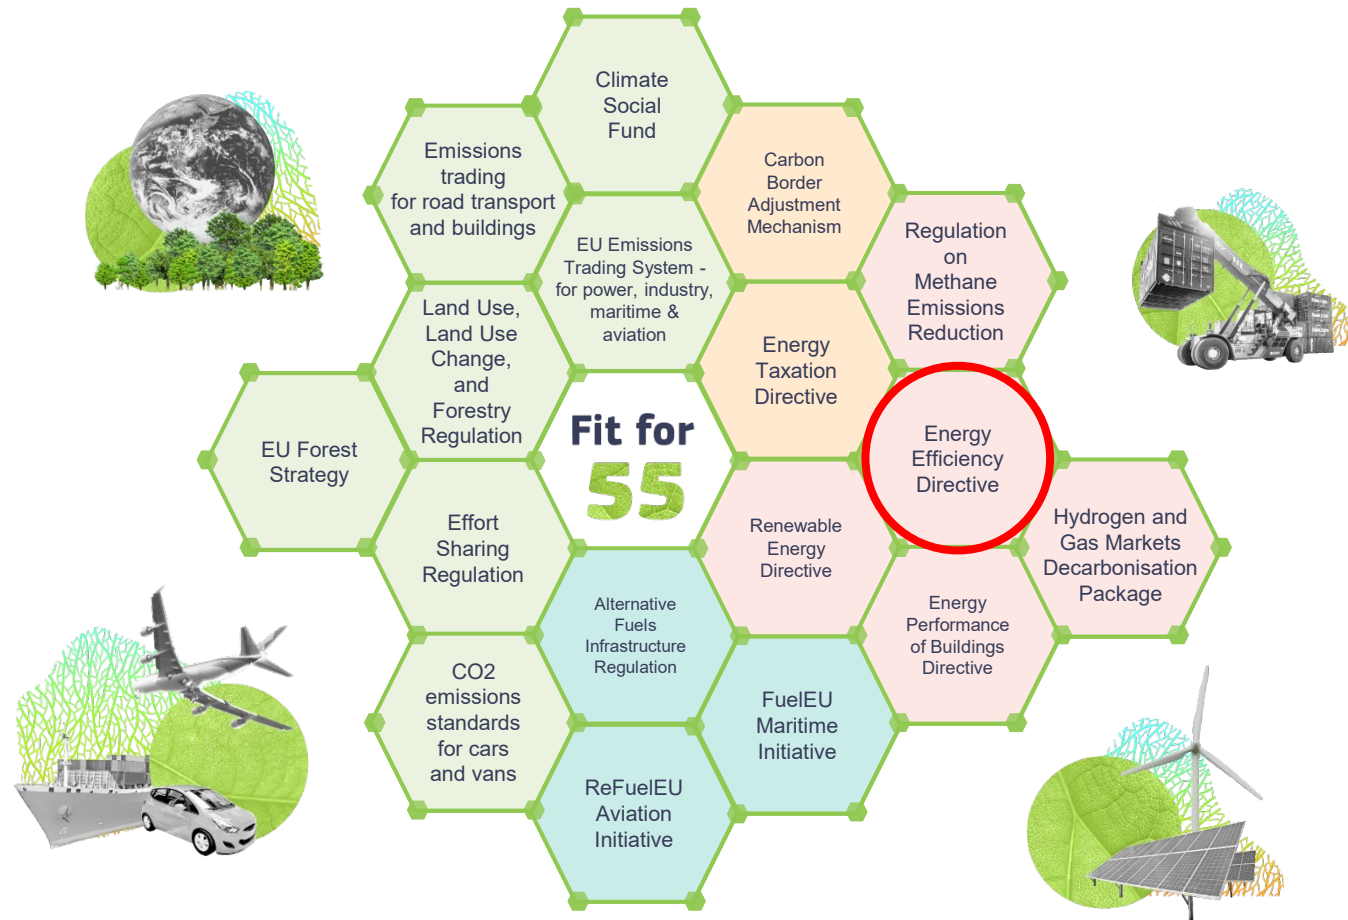 Climate
Social
Fund
Emissions
trading
for road transport
and buildings
Carbon
Border
Adjustment
Mechanism
EU Emissions
Trading System -
for power, industry,
maritime &
aviation
Regulation
on
Methane
Emissions
Reduction
Land Use,
Land Use
Change,
and
Forestry
Regulation
Energy
Taxation
Directive
EU Forest
Strategy
Fit for
55
Energy
Efficiency
Directive
Effort
Sharing
Regulation
Renewable
Energy
Directive
Hydrogen and
Gas Markets
Decarbonisation
Package
Alternative
Fuels
Infrastructure
Regulation
Energy
Performance
of Buildings
Directive
CO2
emissions
standards
for cars
and vans
FuelEU
Maritime
Initiative
ReFuelEU
Aviation
Initiative